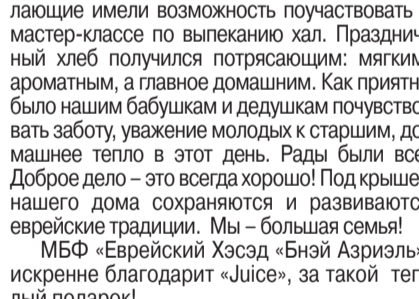 лающие имели возможность поучаствовать
мастер-классе по выпеканию хал. Праздничный
ный хлеб получился потрясающим: мягким
ароматным, а главное домашним. Как приятн
было нашим бабушкам и дедушкам почувство
вать заботу, уважение молодых к старшим, до
машнее тепло в этот день. Рады были все
Доброе дело – это всегда хорошо! Под крыше
нашего дома сохраняются и развиваютс
еврейские традиции. Мы – большая семья!
МБФ «Еврейский Хэсэд «Бнэй Азриэль»
искренне благодарит «Juice», за такой теп
лый подарок!